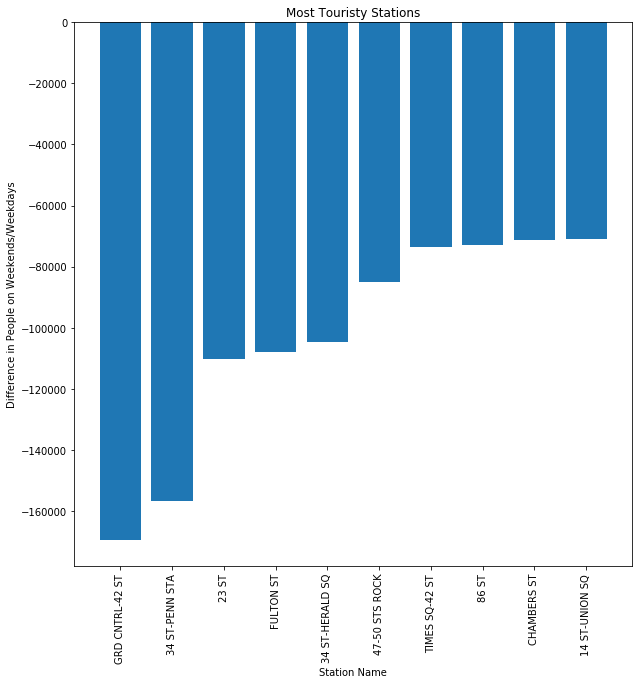 Most Touristy Stations
Difference in People on Weekends/Weekdays
0
−20000
−40000
−60000
−80000
−100000
−120000
−140000
−160000
GRD CNTRL-42 ST
34 ST-PENN STA
23 ST
FULTON ST
34 ST-HERALD SQ
47-50 STS ROCK
TIMES SQ-42 ST
86 ST
CHAMBERS ST
14 ST-UNION SQ
Station Name